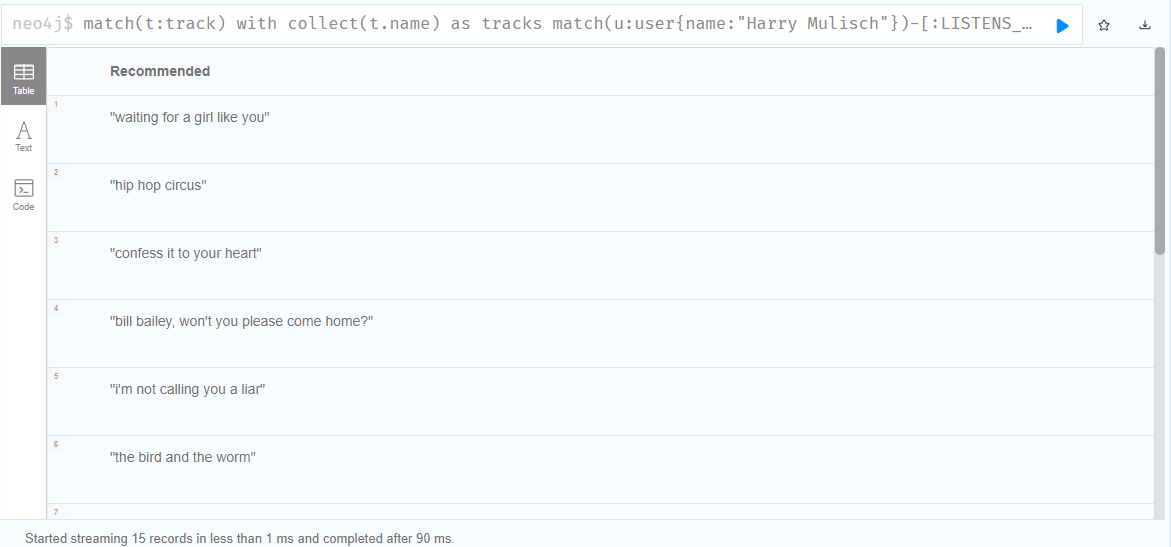 neo4j$ match(t:track) with collect(t.name) as tracks match(u:user{name:"Harry Mulisch"})-[:LISTENS_…
Table
Text
Code
Recommended
1
"waiting for a girl like you"
2
"hip hop circus"
3
"confess it to your heart"
4
"bill bailey, won't you please come home?"
5
"i'm not calling you a liar"
6
"the bird and the worm"
7
Started streaming 15 records in less than 1 ms and completed after 90 ms.